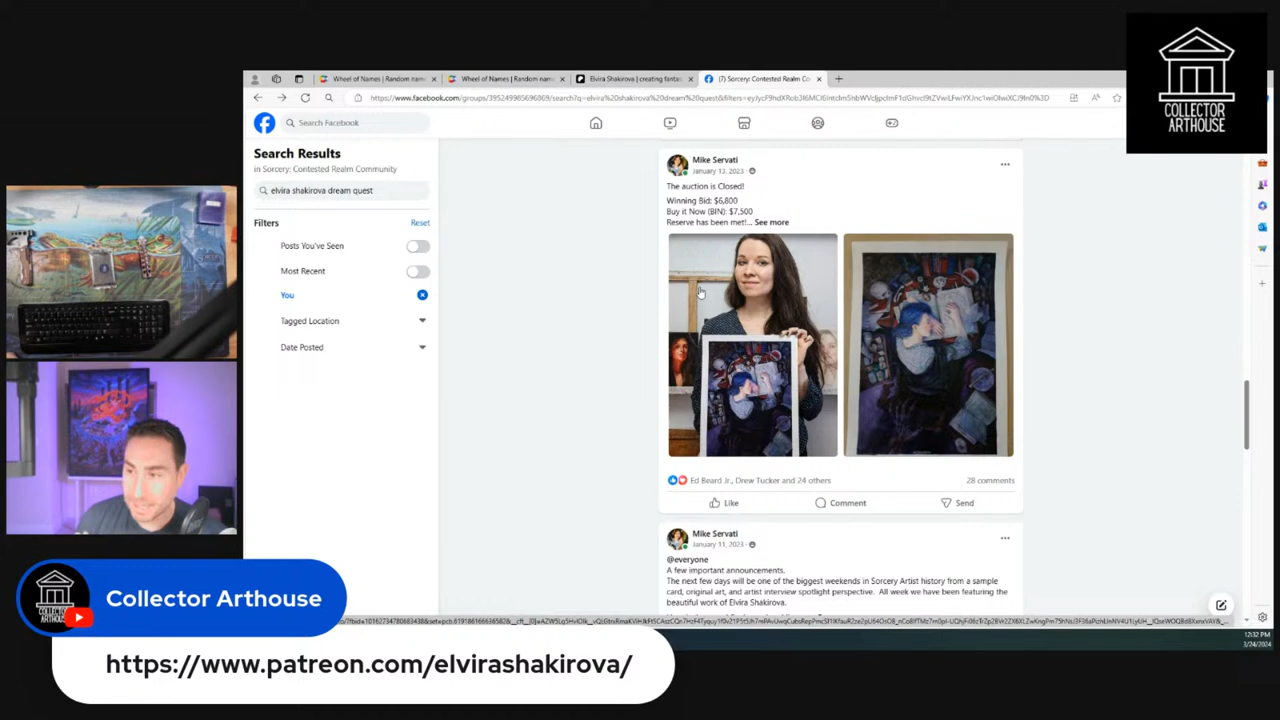 COLLECTOR
ARTHOUSE
Wheel of Names | Random name
Wheel of Names | Random name
Elvira Shakirova | creating fantas
(7) Sorcery: Contested Realm Co
Search Facebook
Search Results
in Sorcery: Contested Realm Community
elvira shakirova dream quest
Filters
Reset
Posts You've Seen
Most Recent
You
Tagged Location
Date Posted
Mike Servati
January 13, 2023
The auction is Closed!
Winning Bid: $6,800
Buy it Now (BIN): $7,500
Reserve has been met!... See more
Ed Beard Jr., Drew Tucker and 24 others
28 comments
Like
Comment
Send
Mike Servati
January 11, 2023
@everyone
A few important announcements.
The next few days will be one of the biggest weekends in Sorcery Artist history from a sample
card, original art, and artist interview spotlight perspective. All week we have been featuring the
beautiful work of Elvira Shakirova.
12:32 PM
3/24/2024
Collector Arthouse
https://www.patreon.com/elvirashakirova/